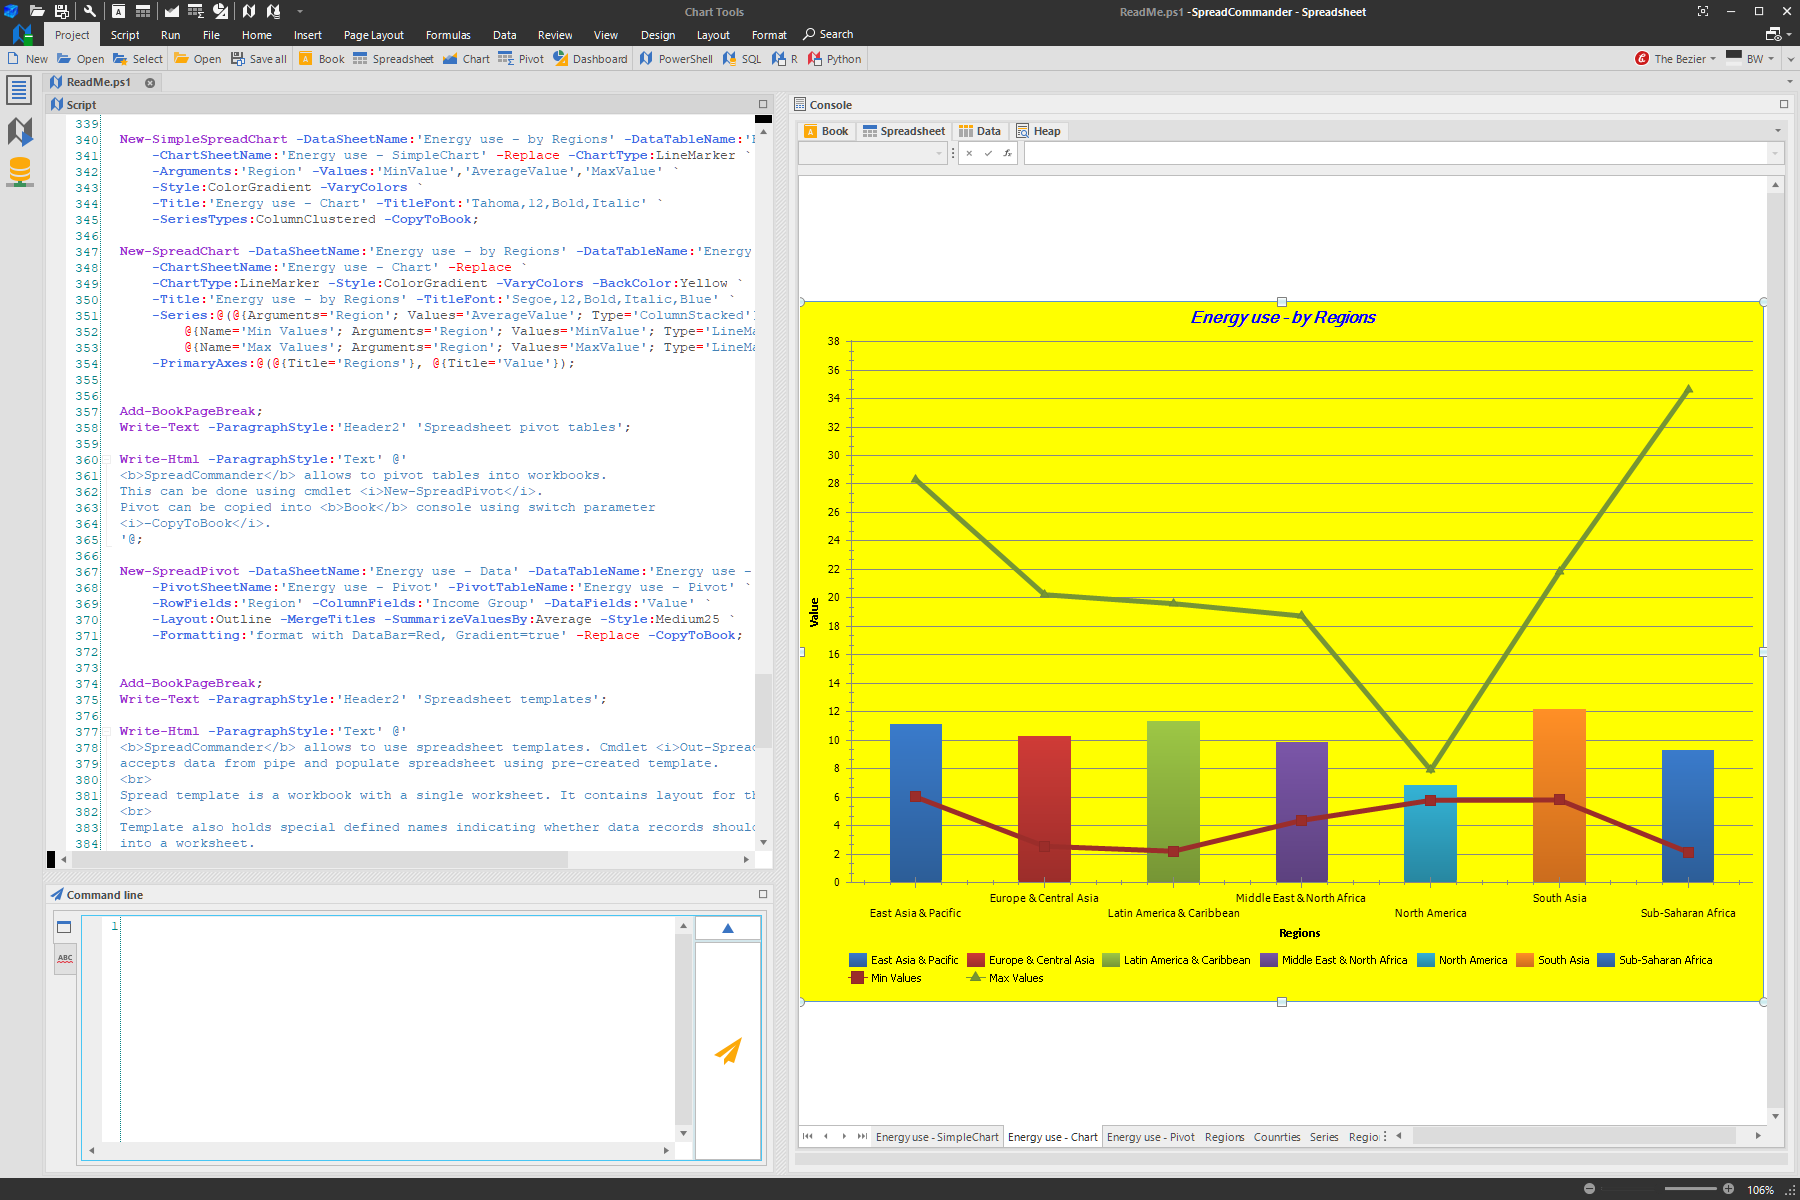 Chart Tools
ReadMe.ps1 -SpreadCommander - Spreadsheet
Project Script Run File Home Insert Page Layout Formulas Data Review View Design Layout Format Search
New Open Select Open Save all Book Spreadsheet Chart Pivot Dashboard PowerShell SQL R Python The Bezier BW
ReadMe.ps1
Script
339
340 New-SimpleSpreadChart -DataSheetName:'Energy use - by Regions' -DataTableName:'
341 -ChartSheetName:'Energy use - SimpleChart' -Replace -ChartType:LineMarker `
342 -Arguments:'Region' -Values:'MinValue','AverageValue','MaxValue' `
343 -Style:ColorGradient -VaryColors `
344 -Title:'Energy use - Chart' -TitleFont:'Tahoma,12,Bold,Italic' `
345 -SeriesTypes:ColumnClustered -CopyToBook;
346
347 New-SpreadChart -DataSheetName:'Energy use - by Regions' -DataTableName:'Energy
348 -ChartSheetName:'Energy use - Chart' -Replace `
349 -ChartType:LineMarker -Style:ColorGradient -VaryColors -BackColor:Yellow `
350 -Title:'Energy use - by Regions' -TitleFont:'Segoe,12,Bold,Italic,Blue' `
351 -Series:@(@{Arguments='Region'; Values='AverageValue'; Type='ColumnStacked'
352 @{Name='Min Values'; Arguments='Region'; Values='MinValue'; Type='LineMa
353 @{Name='Max Values'; Arguments='Region'; Values='MaxValue'; Type='LineMa
354 -PrimaryAxes:@(@{Title='Regions'}, @{Title='Value'});
355
356
357 Add-BookPageBreak;
358 Write-Text -ParagraphStyle:'Header2' 'Spreadsheet pivot tables';
359
360 Write-Html -ParagraphStyle:'Text' @'
361 <b>SpreadCommander</b> allows to pivot tables into workbooks.
362 This can be done using cmdlet <i>New-SpreadPivot</i>.
363 Pivot can be copied into <b>Book</b> console using switch parameter
364 <i>-CopyToBook</i>.
365 '@;
366
367 New-SpreadPivot -DataSheetName:'Energy use - Data' -DataTableName:'Energy use -
368 -PivotSheetName:'Energy use - Pivot' -PivotTableName:'Energy use - Pivot' `
369 -RowFields:'Region' -ColumnFields:'Income Group' -DataFields:'Value' `
370 -Layout:Outline -MergeTitles -SummarizeValuesBy:Average -Style:Medium25 `
371 -Formatting:'format with DataBar=Red, Gradient=true' -Replace -CopyToBook;
372
373
374 Add-BookPageBreak;
375 Write-Text -ParagraphStyle:'Header2' 'Spreadsheet templates';
376
377 Write-Html -ParagraphStyle:'Text' @'
378 <b>SpreadCommander</b> allows to use spreadsheet templates. Cmdlet <i>Out-Sprea
379 accepts data from pipe and populate spreadsheet using pre-created template.
380 <br>
381 Spread template is a workbook with a single worksheet. It contains layout for th
382 <br>
383 Template also holds special defined names indicating whether data records shoul
384 into a worksheet.
Command line
1
ABC
Console
Book Spreadsheet Data Heap
fx
Energy use - by Regions
38
36
34
32
30
28
26
24
22
20
18
16
14
12
10
8
6
4
2
0
Value
East Asia & Pacific
Europe & Central Asia
Latin America & Caribbean
Middle East & North Africa
North America
South Asia
Sub-Saharan Africa
Regions
East Asia & Pacific Europe & Central Asia Latin America & Caribbean Middle East & North Africa North America South Asia Sub-Saharan Africa
Min Values Max Values
Energy use - SimpleChart Energy use - Chart Energy use - Pivot Regions Counrties Series Regio
106%